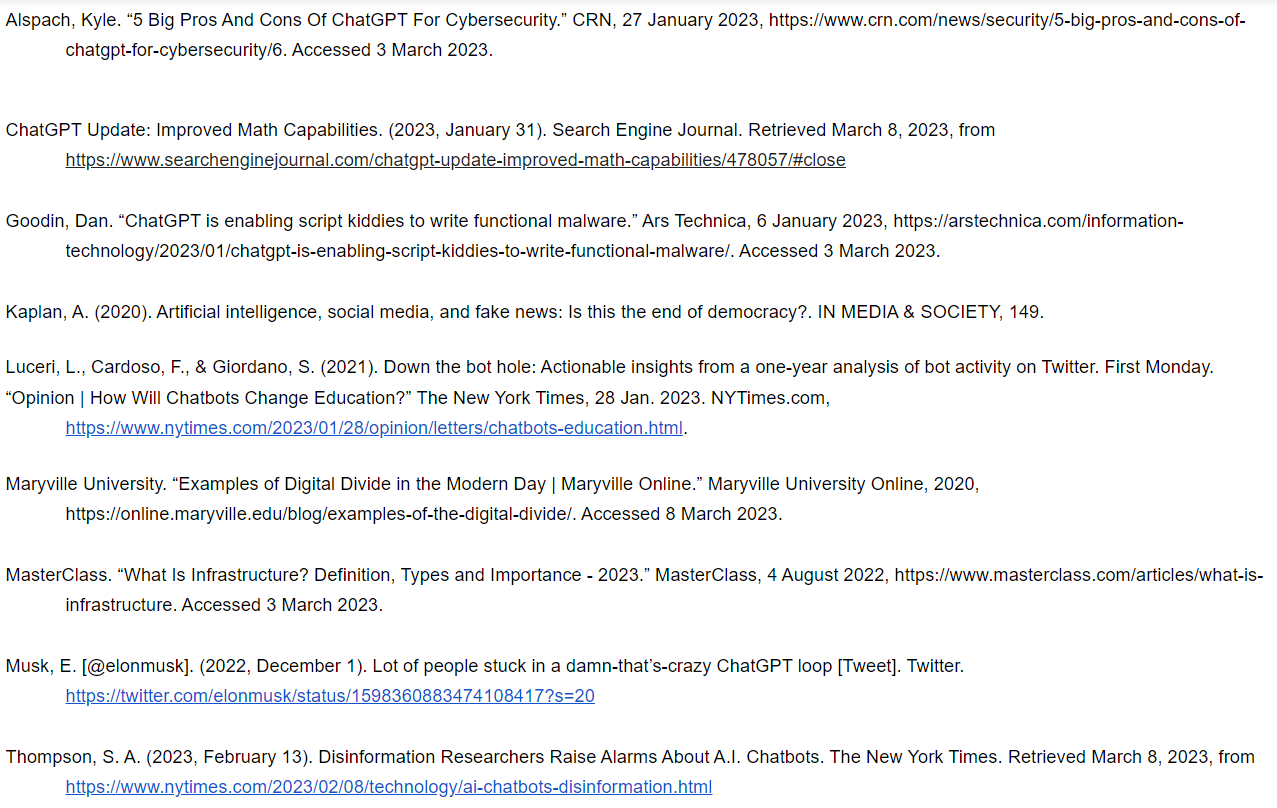 Alspach, Kyle. “5 Big Pros And Cons Of ChatGPT For Cybersecurity.” CRN, 27 January 2023, https://www.crn.com/news/security/5-big-pros-and-cons-of-
chatgpt-for-cybersecurity/6. Accessed 3 March 2023.
ChatGPT Update: Improved Math Capabilities. (2023, January 31). Search Engine Journal. Retrieved March 8, 2023, from
https://www.searchenginejournal.com/chatgpt-update-improved-math-capabilities/478057/#close
Goodin, Dan. “ChatGPT is enabling script kiddies to write functional malware.” Ars Technica, 6 January 2023, https://arstechnica.com/information-
technology/2023/01/chatgpt-is-enabling-script-kiddies-to-write-functional-malware/. Accessed 3 March 2023.
Kaplan, A. (2020). Artificial intelligence, social media, and fake news: Is this the end of democracy?. IN MEDIA & SOCIETY, 149.
Luceri, L., Cardoso, F., & Giordano, S. (2021). Down the bot hole: Actionable insights from a one-year analysis of bot activity on Twitter. First Monday.
“Opinion | How Will Chatbots Change Education?” The New York Times, 28 Jan. 2023. NYTimes.com,
https://www.nytimes.com/2023/01/28/opinion/letters/chatbots-education.html.
Maryville University. “Examples of Digital Divide in the Modern Day | Maryville Online.” Maryville University Online, 2020,
https://online.maryville.edu/blog/examples-of-the-digital-divide/. Accessed 8 March 2023.
MasterClass. “What Is Infrastructure? Definition, Types and Importance - 2023.” MasterClass, 4 August 2022, https://www.masterclass.com/articles/what-is-
infrastructure. Accessed 3 March 2023.
Musk, E. [@elonmusk]. (2022, December 1). Lot of people stuck in a damn-that’s-crazy ChatGPT loop [Tweet]. Twitter.
https://twitter.com/elonmusk/status/1598360883474108417?s=20
Thompson, S. A. (2023, February 13). Disinformation Researchers Raise Alarms About A.I. Chatbots. The New York Times. Retrieved March 8, 2023, from
https://www.nytimes.com/2023/02/08/technology/ai-chatbots-disinformation.html